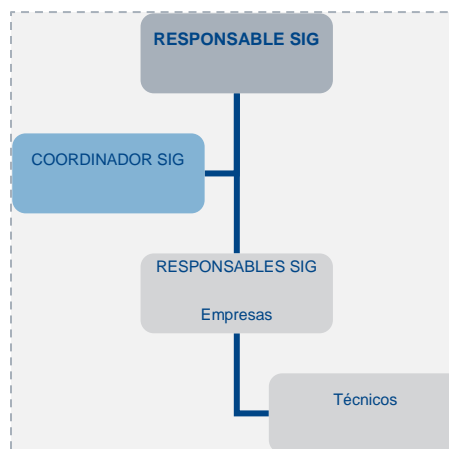 RESPONSABLE SIG
COORDINADOR SIG
RESPONSABLES SIG
Empresas
Técnicos